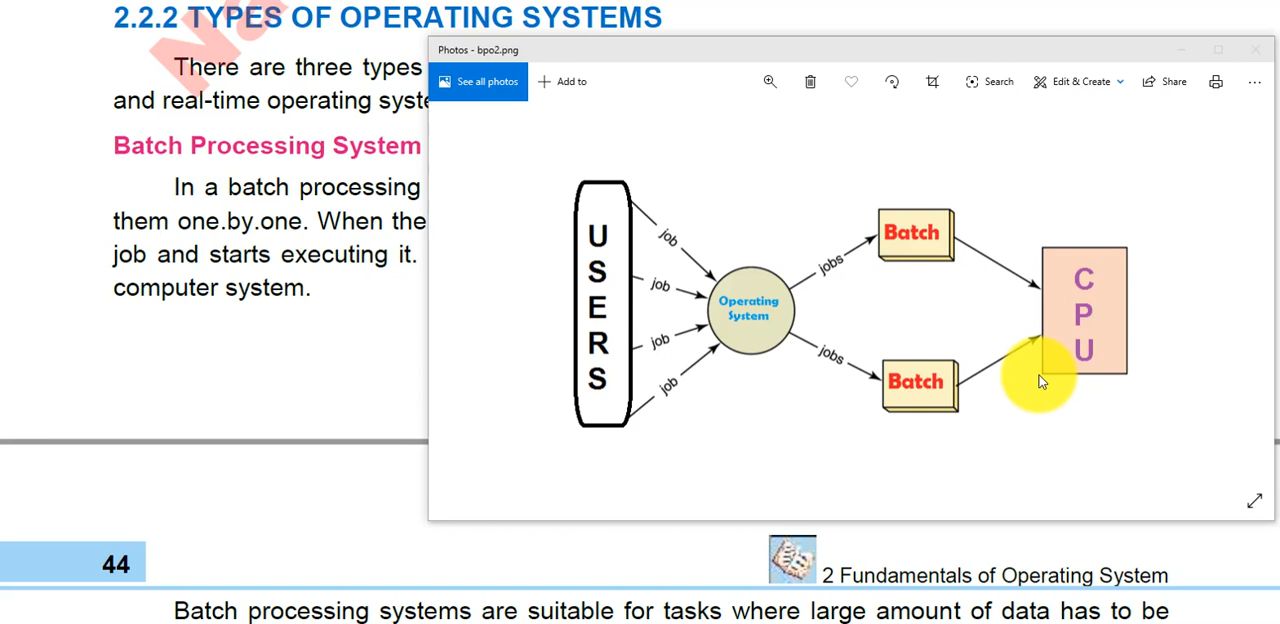 2.2.2 TYPES OF OPERATING SYSTEMS
There are three types
and real-time operating syste
Batch Processing System
In a batch processing
them one.by.one. When the
job and starts executing it.
computer system.
Photos - bpo2.png
See all photos
Add to
Search
Edit & Create
Share
USERS
job
job
job
job
Operating
System
jobs
jobs
Batch
Batch
CPU
44
2 Fundamentals of Operating System
Batch processing systems are suitable for tasks where large amount of data has to be